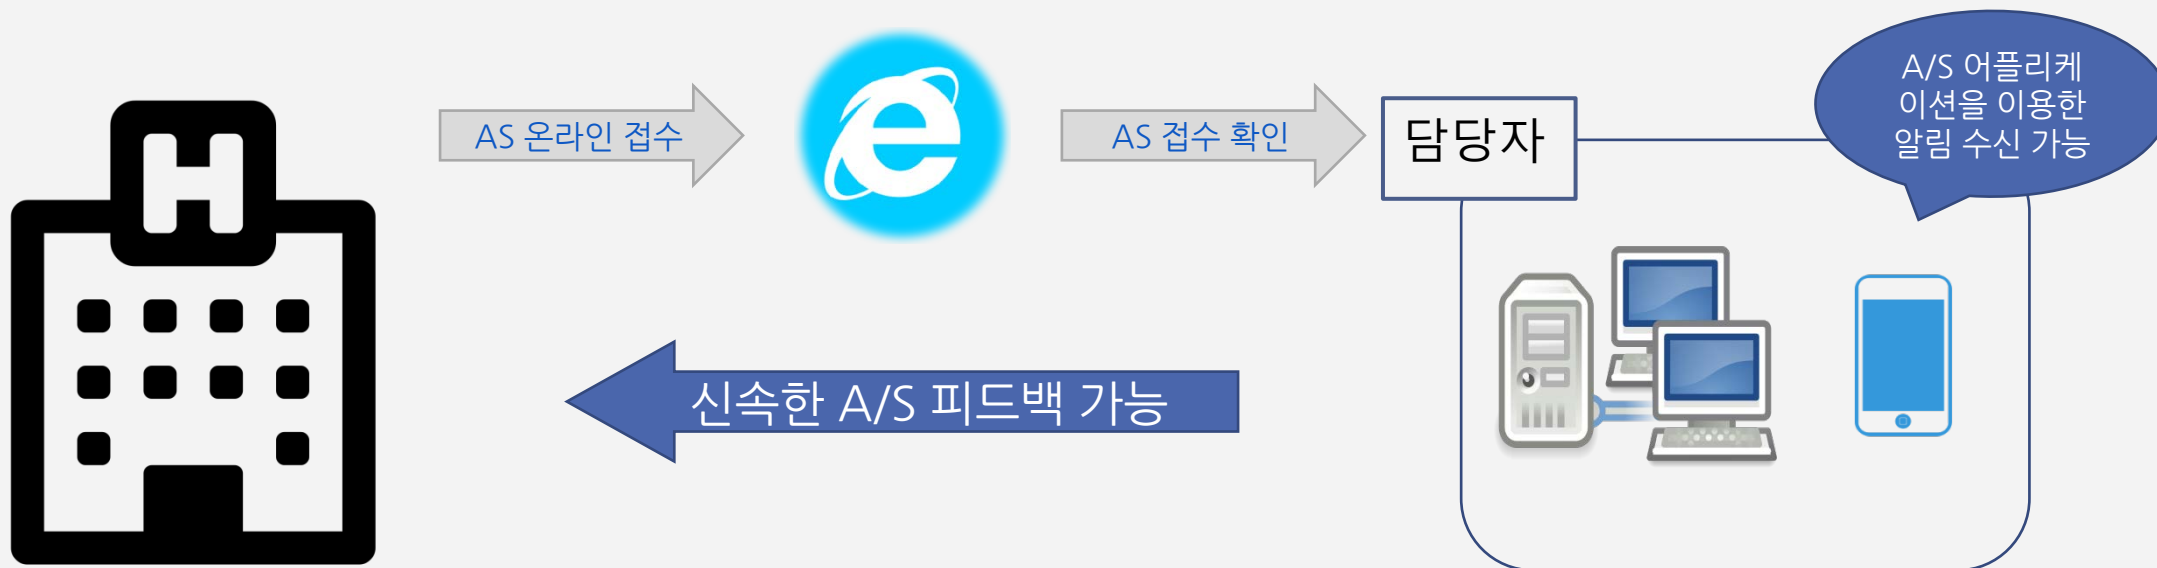 H
AS 온라인 접수
AS 접수 확인
담당자
A/S 어플리케
이션을 이용한
알림 수신 가능
신속한 A/S 피드백 가능